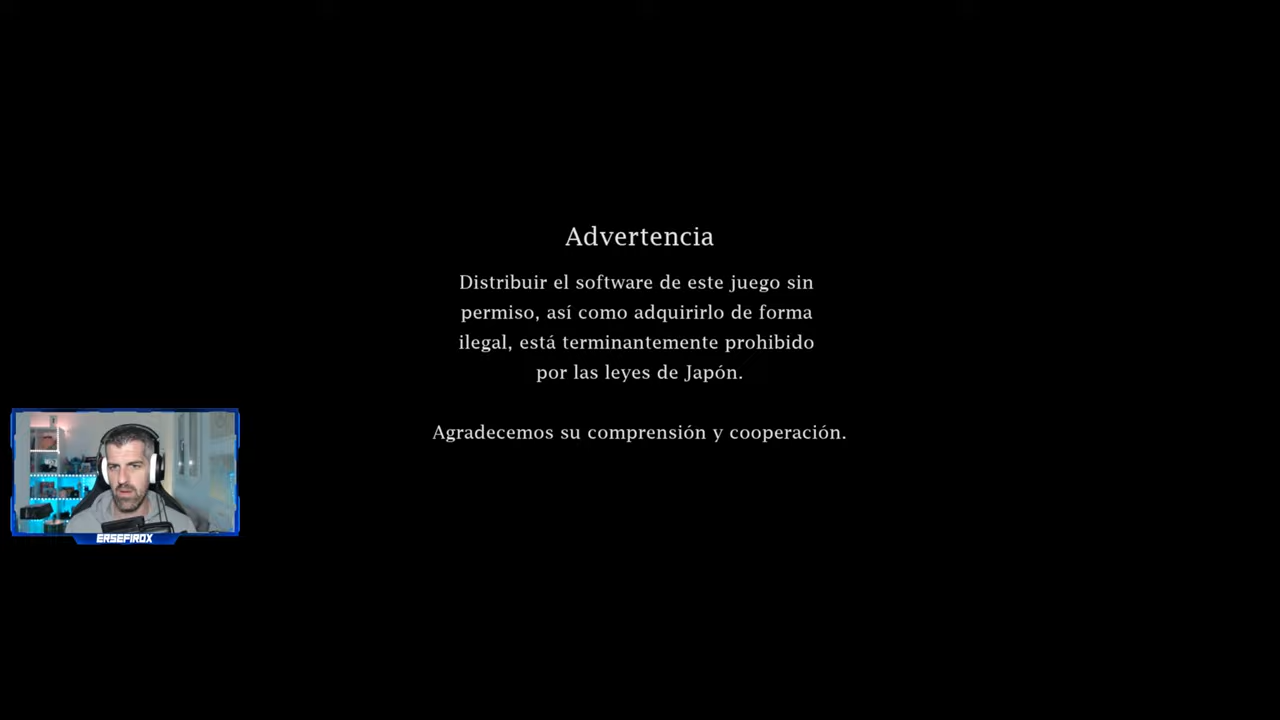 Advertencia
Distribuir el software de este juego sin
permiso, así como adquirirlo de forma
ilegal, está terminantemente prohibido
por las leyes de Japón.
Agradecemos su comprensión y cooperación.
ERSEFIROX